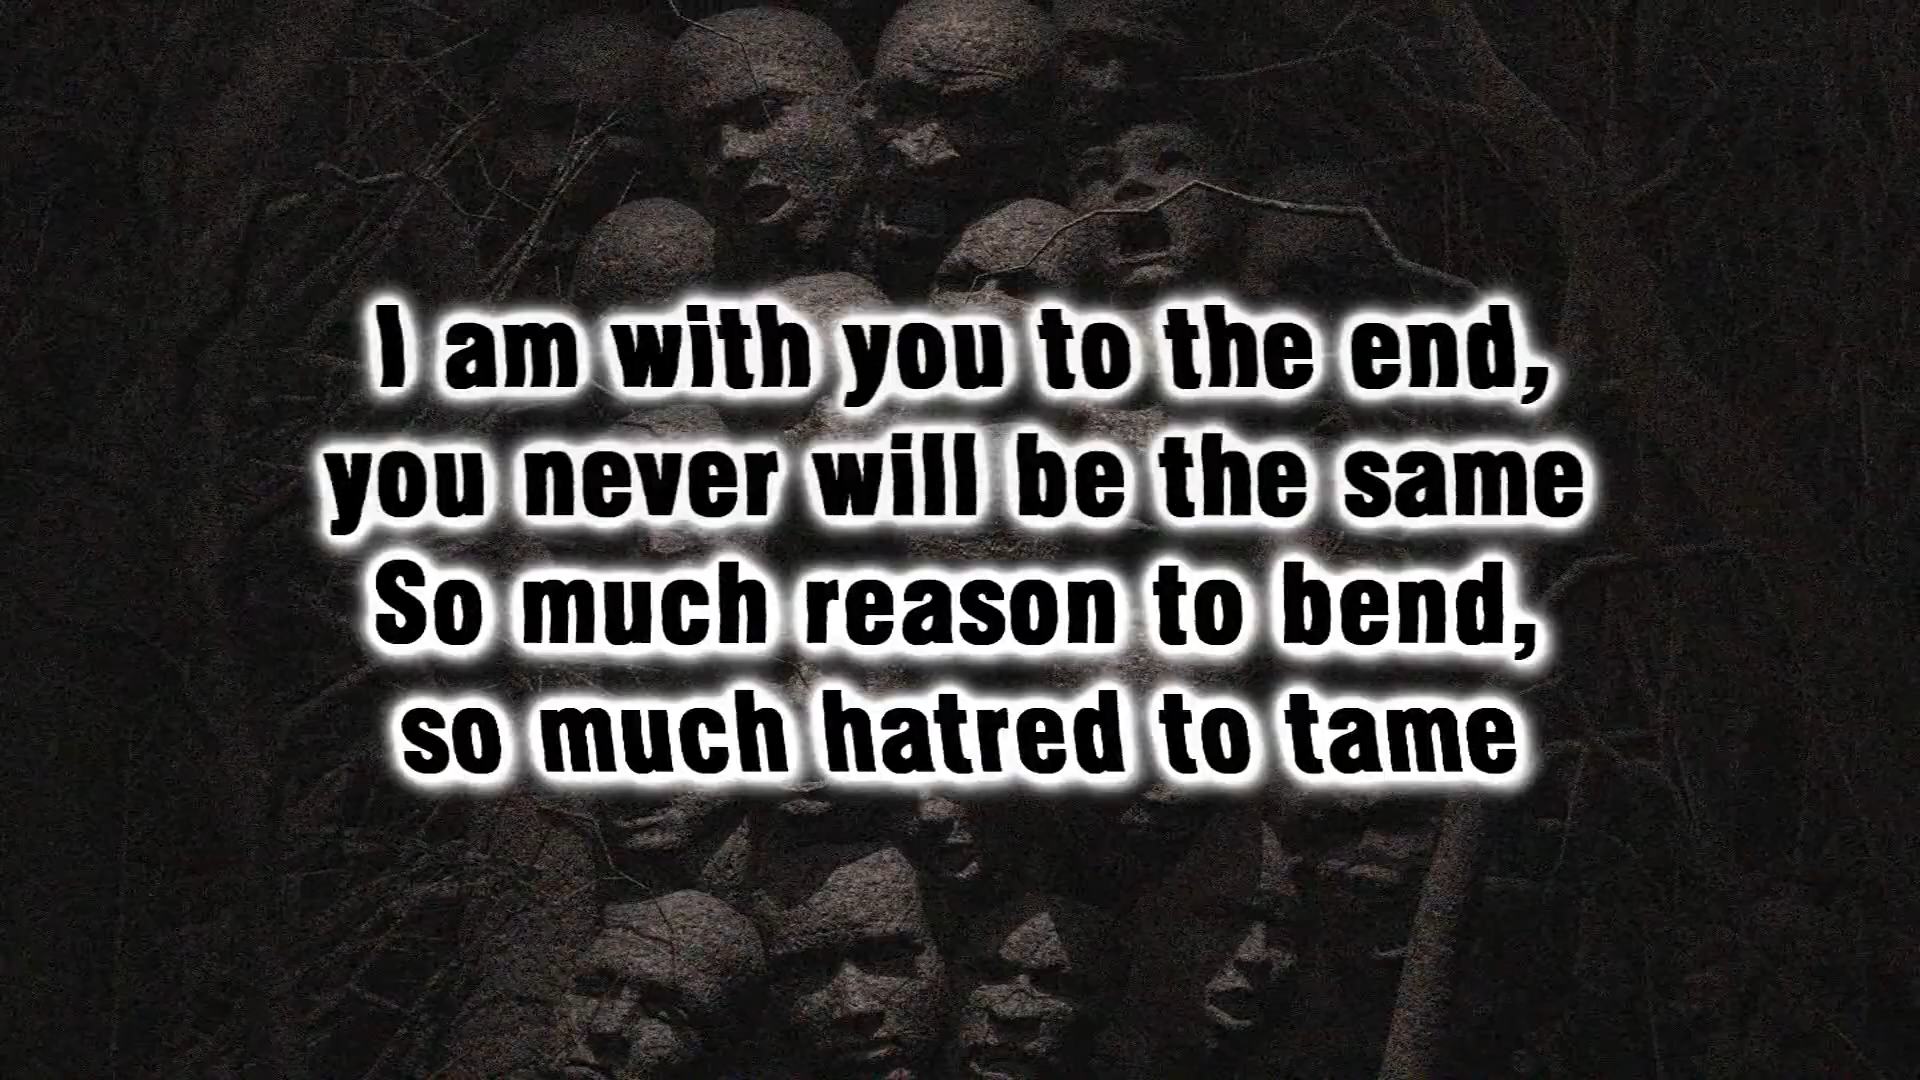 I am with you to the end,
you never will be the same
So much reason to bend,
so much hatred to tame